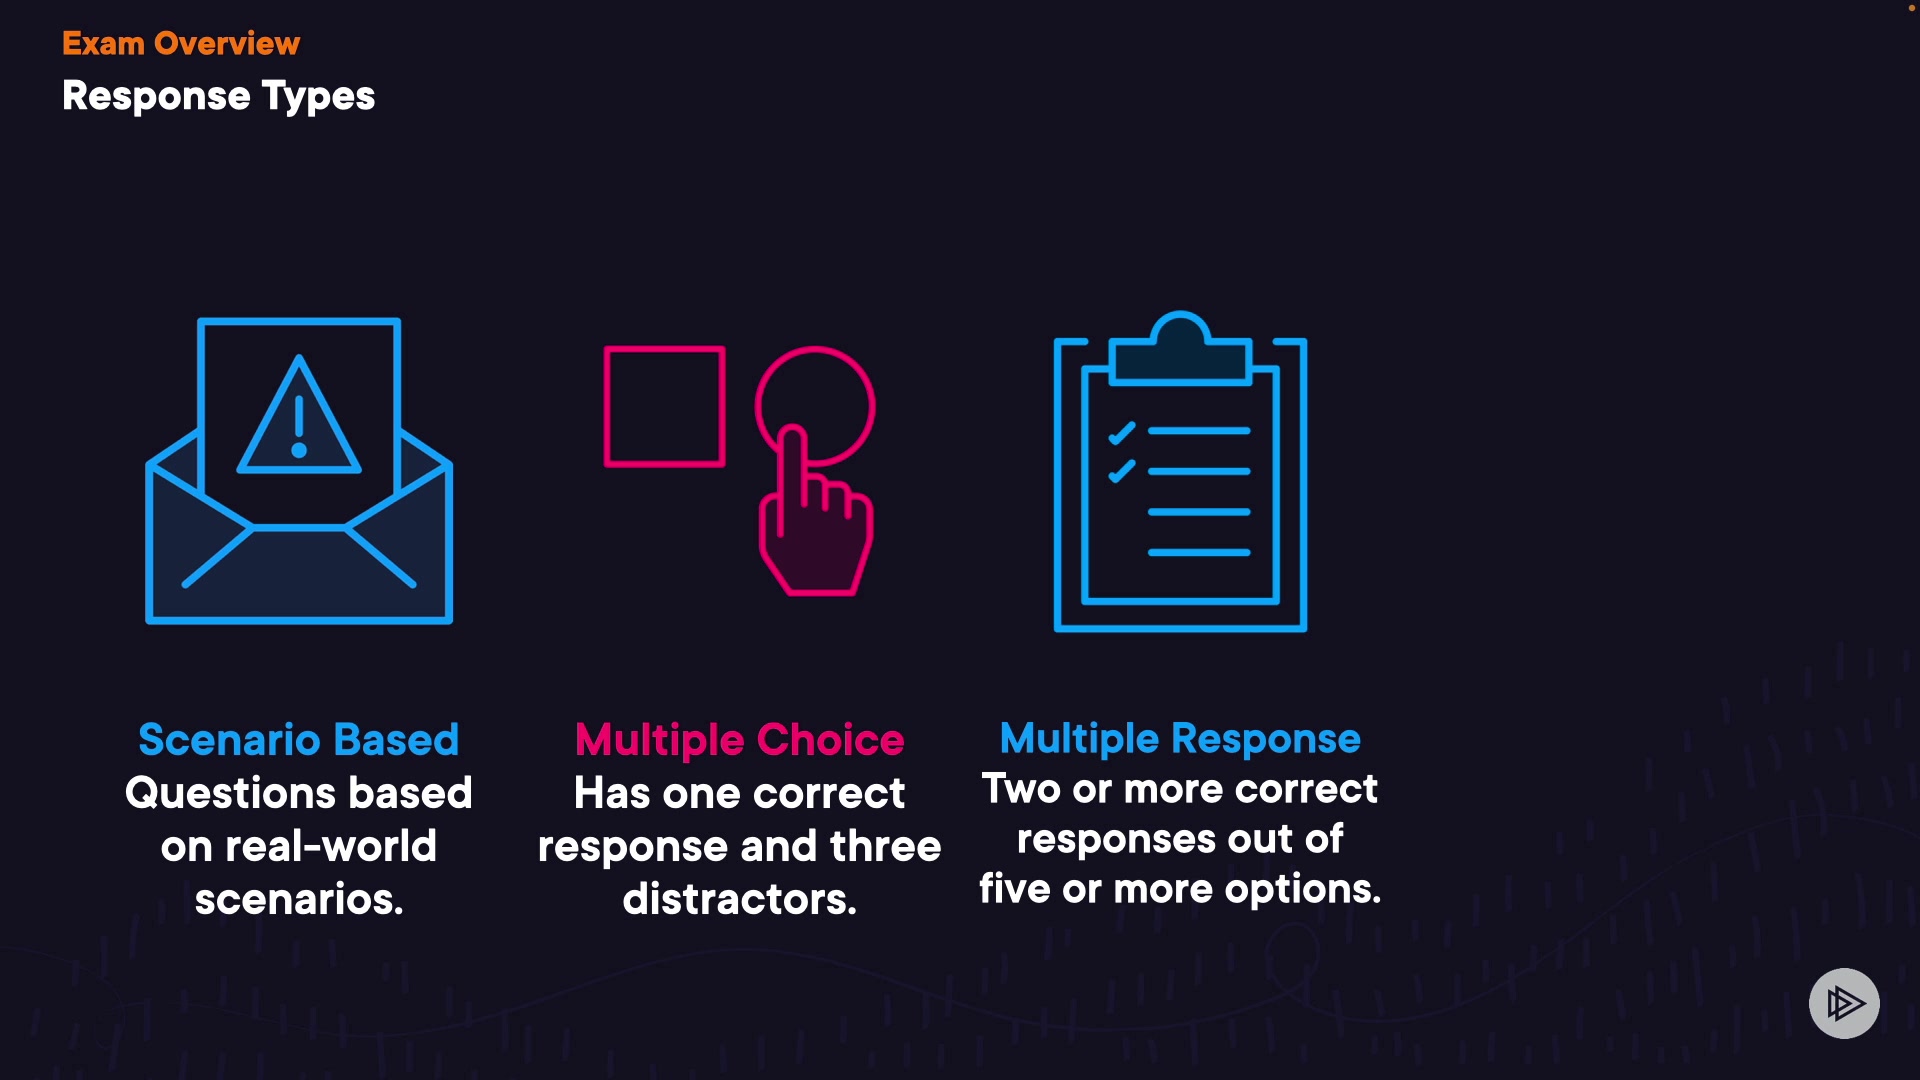 Exam Overview
Response Types
Scenario Based
Questions based
on real-world
scenarios.
Multiple Choice
Has one correct
response and three
distractors.
Multiple Response
Two or more correct
responses out of
five or more options.